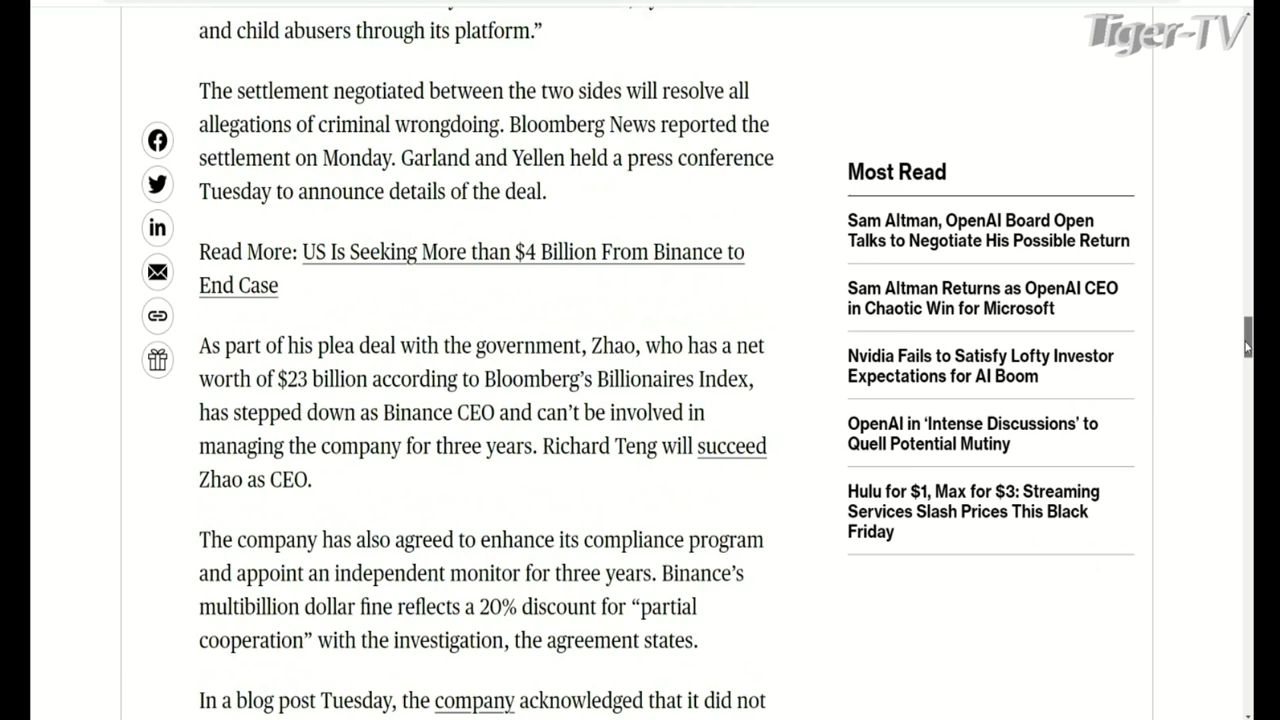 Tiger-TV
and child abusers through its platform.”
The settlement negotiated between the two sides will resolve all
allegations of criminal wrongdoing. Bloomberg News reported the
settlement on Monday. Garland and Yellen held a press conference
Tuesday to announce details of the deal.
Read More: US Is Seeking More than $4 Billion From Binance to
End Case
As part of his plea deal with the government, Zhao, who has a net
worth of $23 billion according to Bloomberg’s Billionaires Index,
has stepped down as Binance CEO and can’t be involved in
managing the company for three years. Richard Teng will succeed
Zhao as CEO.
The company has also agreed to enhance its compliance program
and appoint an independent monitor for three years. Binance’s
multibillion dollar fine reflects a 20% discount for “partial
cooperation” with the investigation, the agreement states.
In a blog post Tuesday, the company acknowledged that it did not
Most Read
Sam Altman, OpenAI Board Open
Talks to Negotiate His Possible Return
Sam Altman Returns as OpenAI CEO
in Chaotic Win for Microsoft
Nvidia Fails to Satisfy Lofty Investor
Expectations for AI Boom
OpenAI in ‘Intense Discussions’ to
Quell Potential Mutiny
Hulu for $1, Max for $3: Streaming
Services Slash Prices This Black
Friday